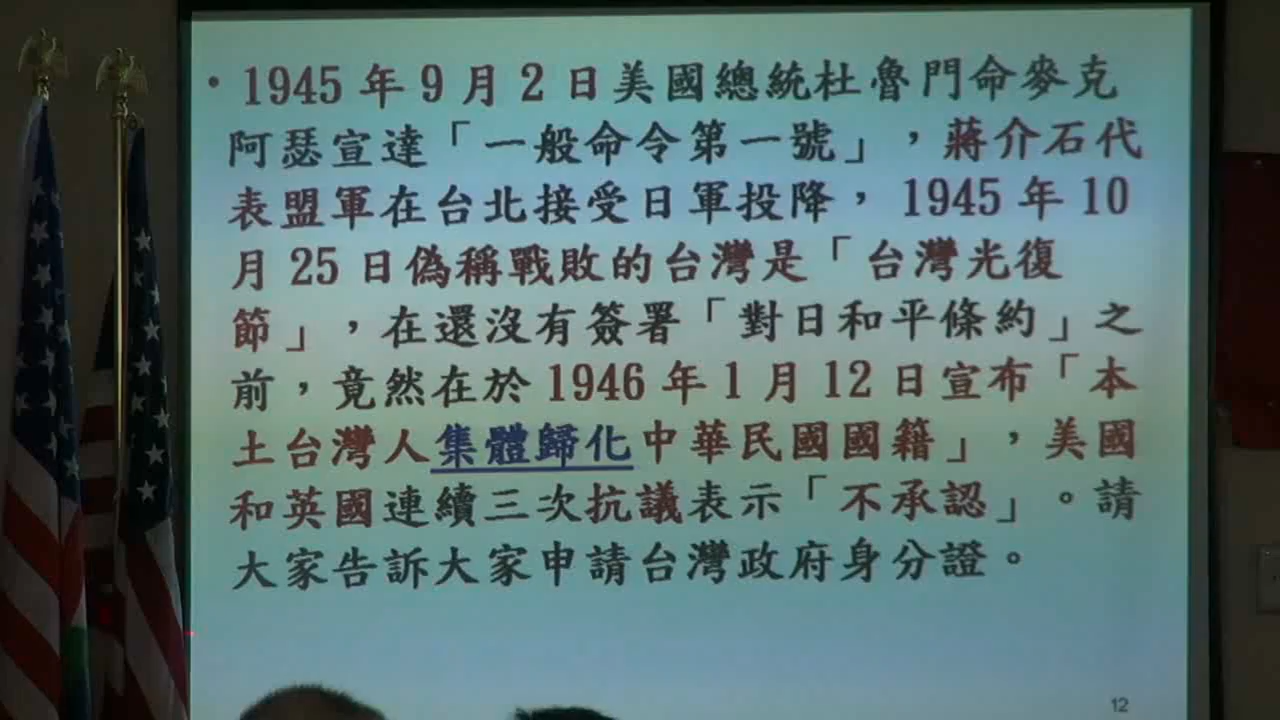 • 1945 年 9 月 2 日美國總統杜魯門命麥克
阿瑟宣達「一般命令第一號」，蔣介石代
表盟軍在台北接受日軍投降， 1945 年 10
月 25 日偽稱戰敗的台灣是「台灣光復
節」，在還沒有簽署「對日和平條約」之
前，竟然在於 1946 年 1 月 12 日宣布「本
土台灣人集體歸化中華民國國籍」，美國
和英國連續三次抗議表示「不承認」。請
大家告訴大家申請台灣政府身分證。
12